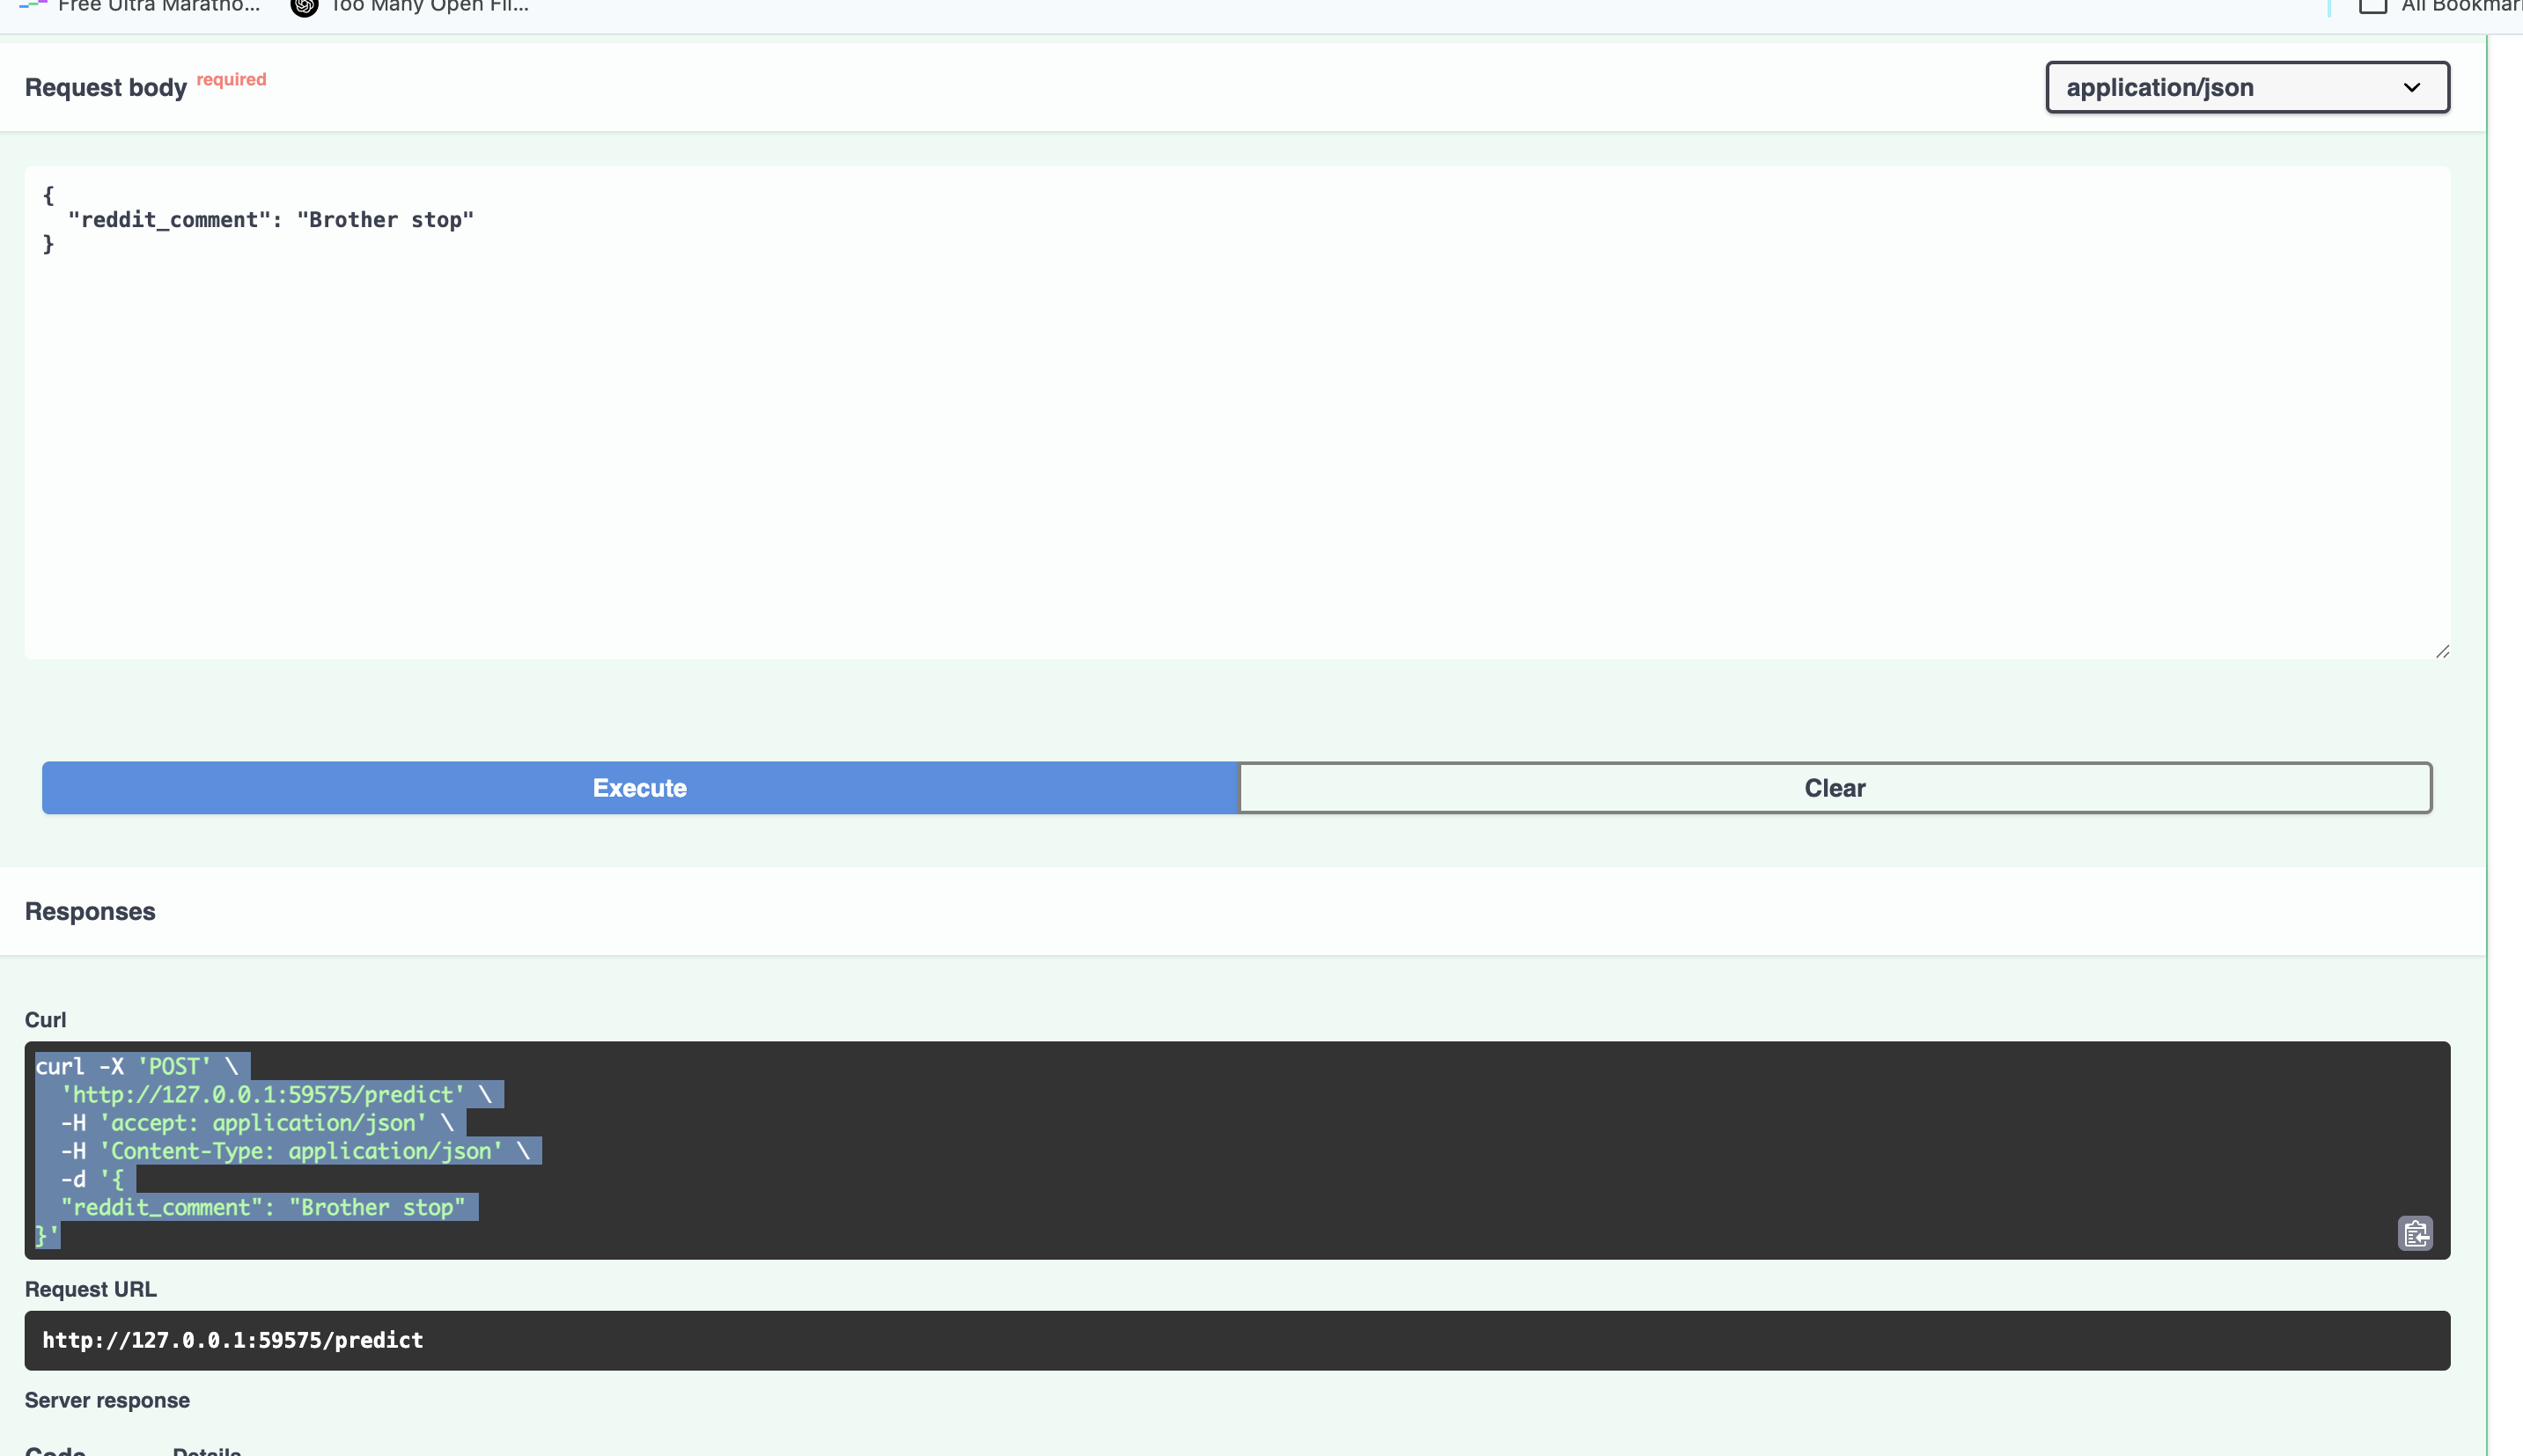 Free Ultra Maratho... Too Many Open Fil... All Bookmar
Request body required application/json
{
  "reddit_comment": "Brother stop"
}
Execute Clear
Responses
Curl
curl -X 'POST' \
  'http://127.0.0.1:59575/predict' \
  -H 'accept: application/json' \
  -H 'Content-Type: application/json' \
  -d '{
  "reddit_comment": "Brother stop"
}'
Request URL
http://127.0.0.1:59575/predict
Server response
Code Details